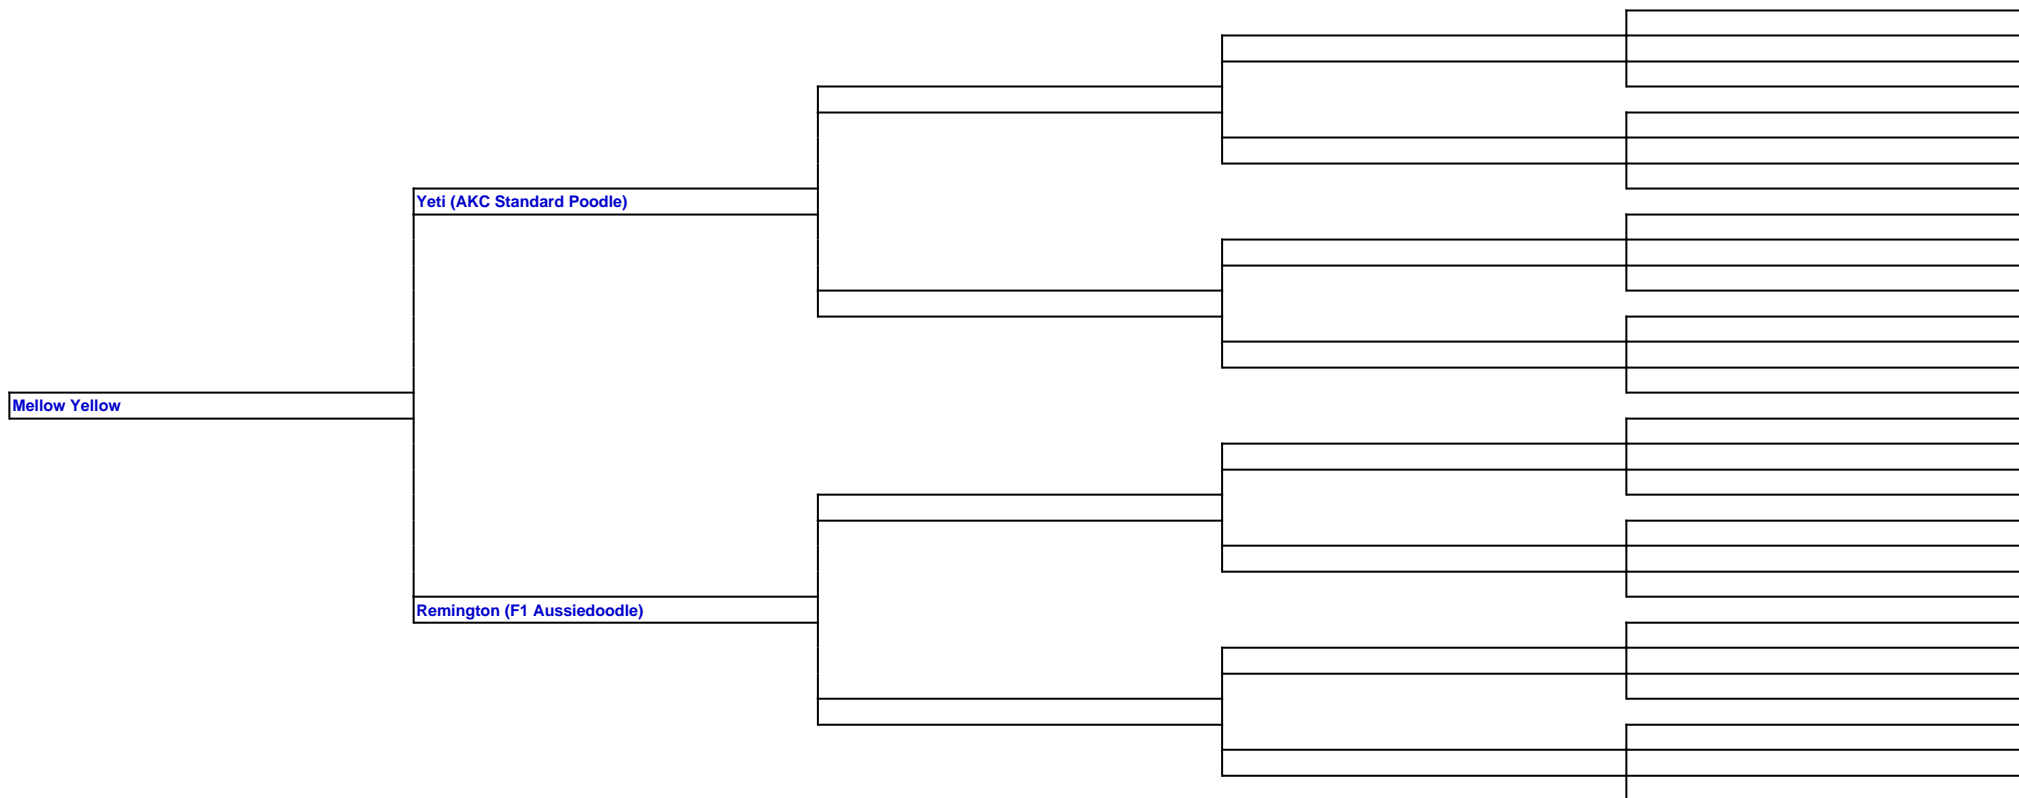 Yeti (AKC Standard Poodle)
Mellow Yellow
Remington (F1 Aussiedoodle)